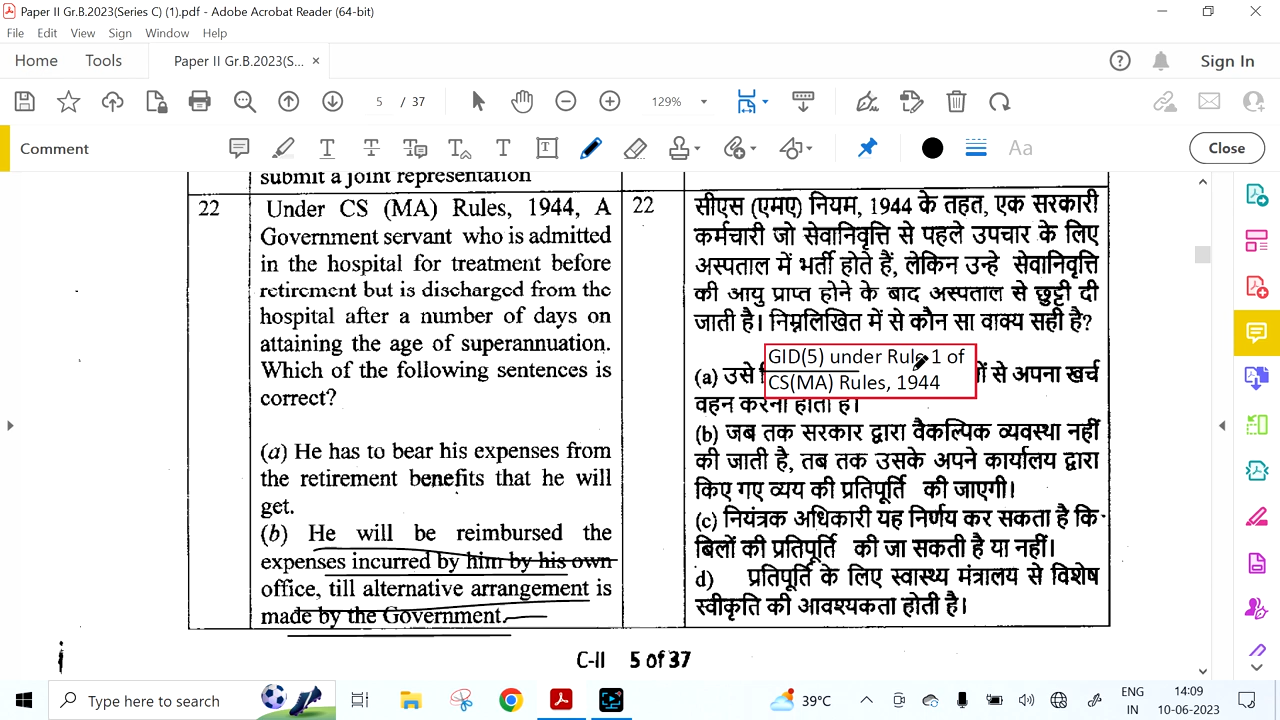 Paper II Gr.B.2023(Series C) (1).pdf - Adobe Acrobat Reader (64-bit)
File Edit View Sign Window Help
Home Tools Paper II Gr.B.2023(S... × Sign In
5 / 37 129%
Comment Aa Close
submit a joint representation
22
Under CS (MA) Rules, 1944, A
Government servant who is admitted
in the hospital for treatment before
retirement but is discharged from the
hospital after a number of days on
attaining the age of superannuation.
Which of the following sentences is
correct?
(a) He has to bear his expenses from
the retirement benefits that he will
get.
(b) He will be reimbursed the
expenses incurred by him by his own
office, till alternative arrangement is
made by the Government.
22
सीएस (एमए) नियम, 1944 के तहत, एक सरकारी
कर्मचारी जो सेवानिवृत्ति से पहले उपचार के लिए
अस्पताल में भर्ती होते हैं, लेकिन उन्हे सेवानिवृत्ति
की आयु प्राप्त होने के बाद अस्पताल से छुट्टी दी
जाती है। निम्नलिखित में से कौन सा वाक्य सही है?
GID(5) under Rule 1 of
CS(MA) Rules, 1944
(a) उसे से अपना खर्च
वहन करना होता है।
(b) जब तक सरकार द्वारा वैकल्पिक व्यवस्था नहीं
की जाती है, तब तक उसके अपने कार्यालय द्वारा
किए गए व्यय की प्रतिपूर्ति की जाएगी।
(c) नियंत्रक अधिकारी यह निर्णय कर सकता है कि
बिलों की प्रतिपूर्ति की जा सकती है या नहीं।
d) प्रतिपूर्ति के लिए स्वास्थ्य मंत्रालय से विशेष
स्वीकृति की आवश्यकता होती है।
C-II 5 of 37
Type here to search
39°C
ENG
IN
14:09
10-06-2023